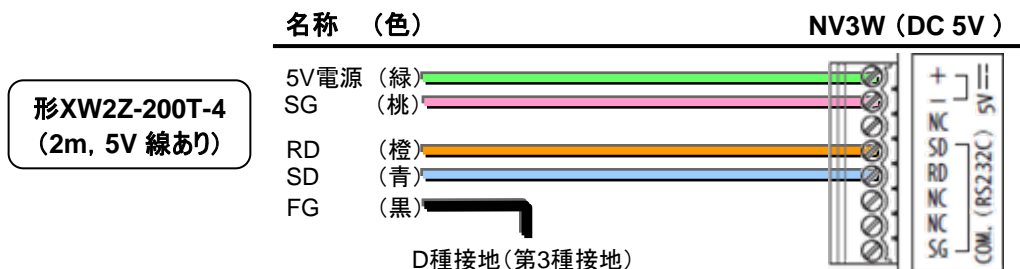 名称 （色） NV3W（DC 5V ）
形XW2Z-200T-4
（2m，5V 線あり）
5V電源 （緑）
SG （桃）
RD （橙）
SD （青）
FG （黒）
D種接地（第3種接地）
+
−
NC
SD
RD
NC
NC
SG
5V
COM.（RS232C）